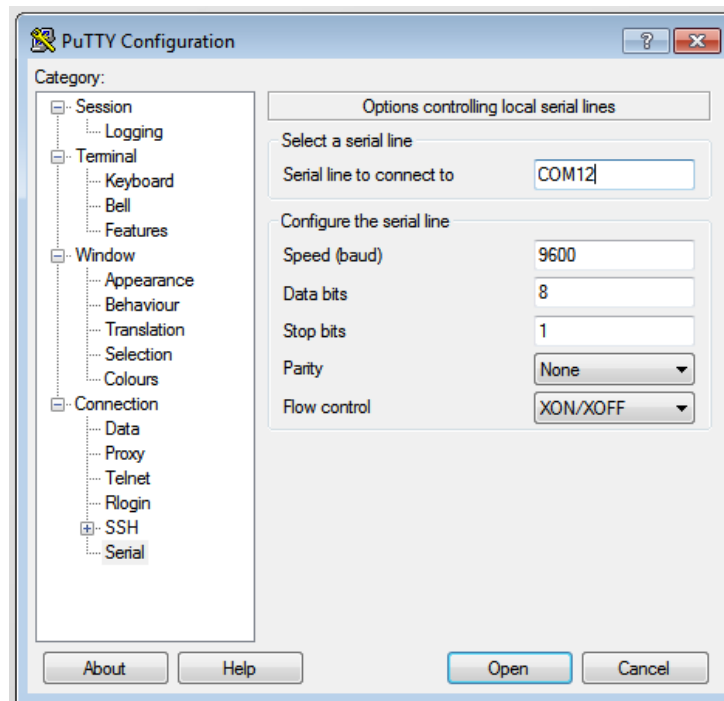 PuTTY Configuration
Category:
Session
Logging
Terminal
Keyboard
Bell
Features
Window
Appearance
Behaviour
Translation
Selection
Colours
Connection
Data
Proxy
Telnet
Rlogin
SSH
Serial
Options controlling local serial lines
Select a serial line
Serial line to connect to COM12
Configure the serial line
Speed (baud) 9600
Data bits 8
Stop bits 1
Parity None
Flow control XON/XOFF
About Help Open Cancel